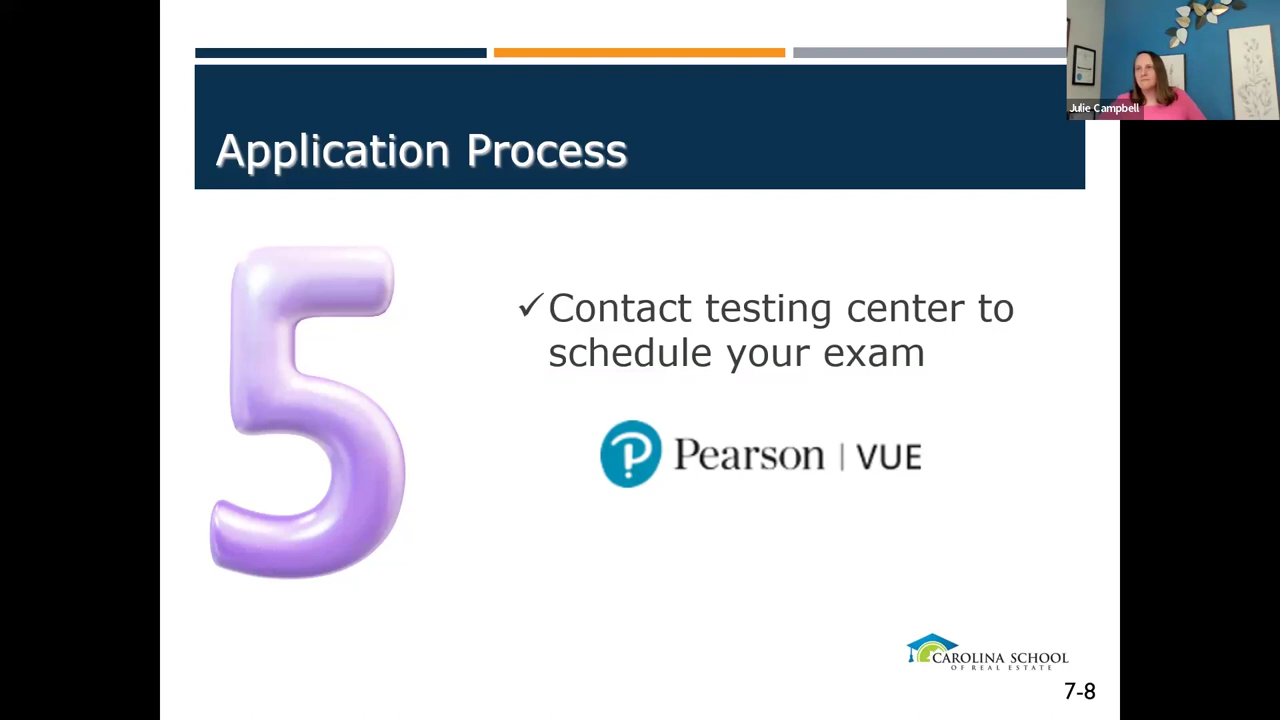 Julie Campbell
Application Process
5
✓Contact testing center to
schedule your exam
Pearson | VUE
CAROLINA SCHOOL
OF REAL ESTATE
7-8